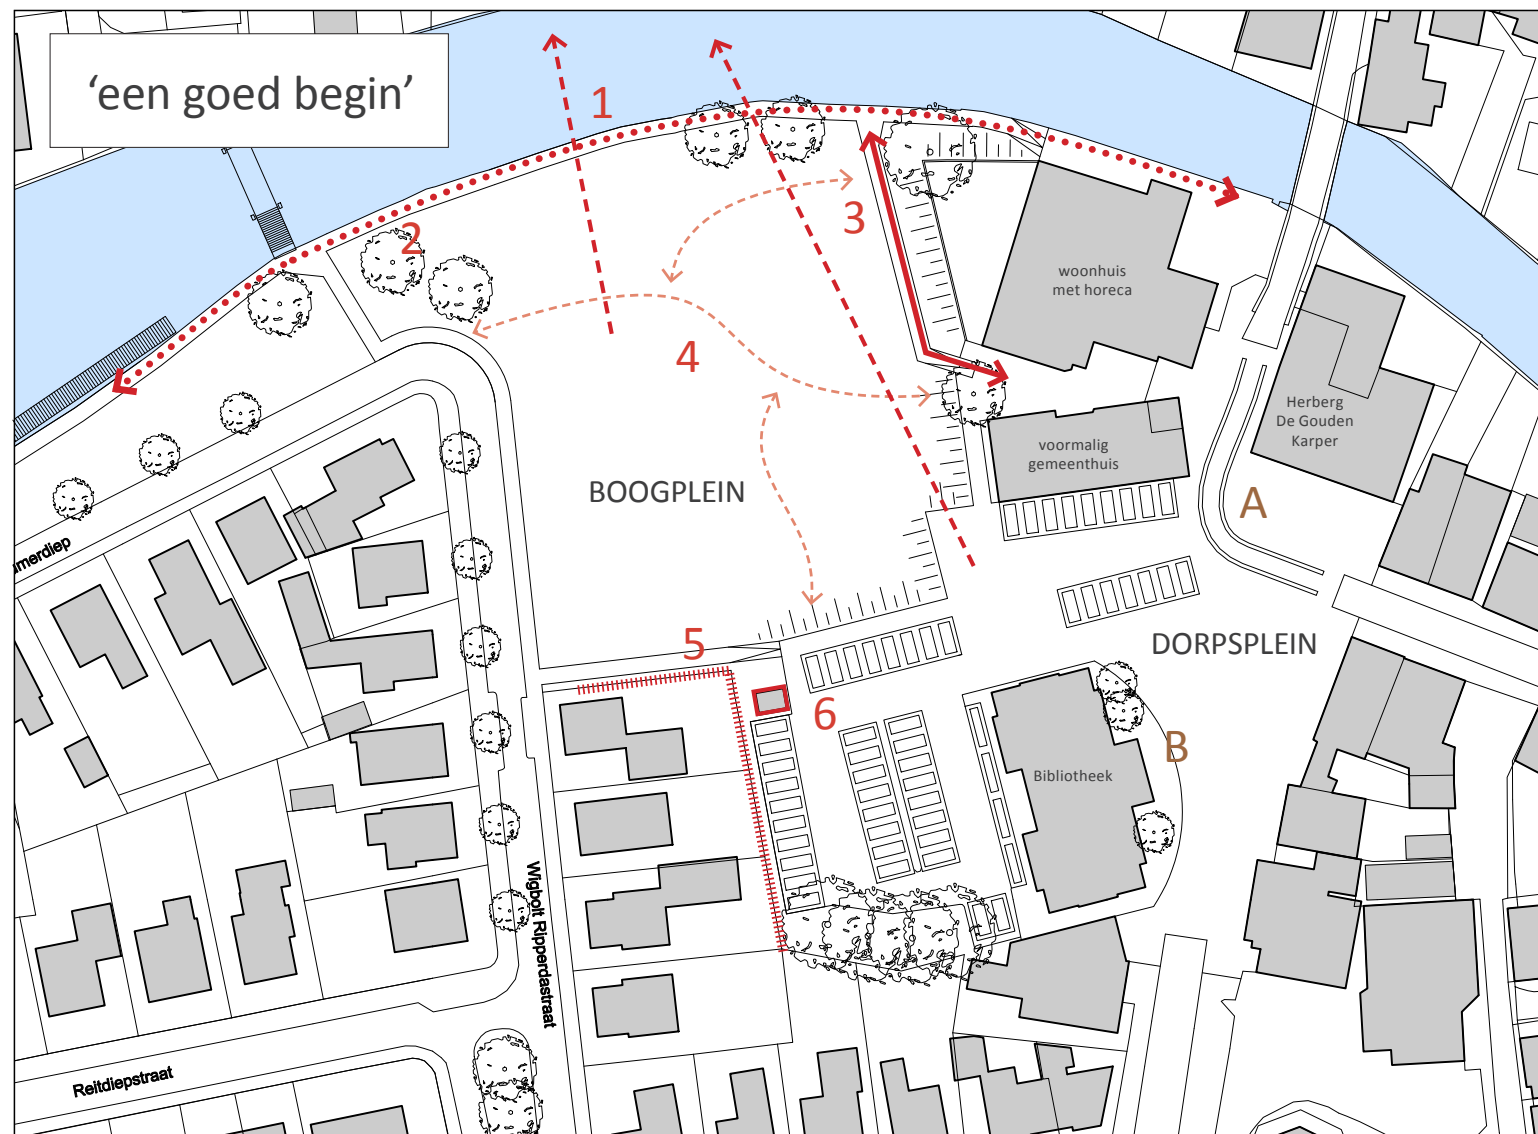 ‘een goed begin’
1
2
3
woonhuis
met horeca
4
Herberg
De Gouden
Karper
voormalig
gemeenthuis
BOOGPLEIN
A
merdiep
5
DORPSPLEIN
6
B
Bibliotheek
Wigbolt Ripperdastraat
Reitdiepstraat